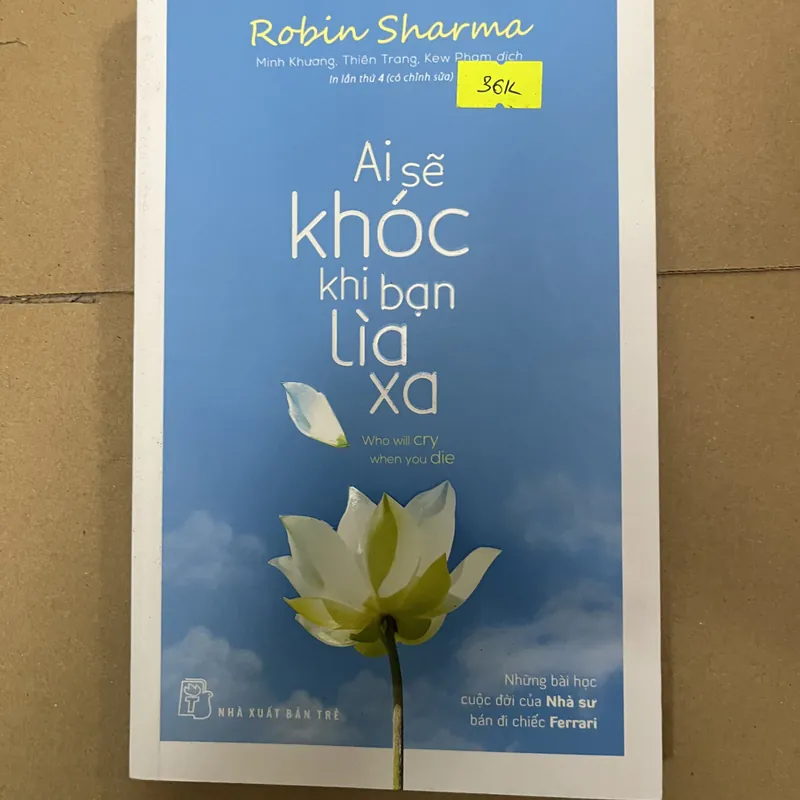 Robin Sharma
Minh Khương, Thiên Trang, Kew Phạm dịch
In lần thứ 4 (có chỉnh sửa)
36K
Ai sẽ
khóc
khi bạn
lìa
xa
Who will cry
when you die
Những bài học
cuộc đời của Nhà sư
bán đi chiếc Ferrari
NHÀ XUẤT BẢN TRẺ